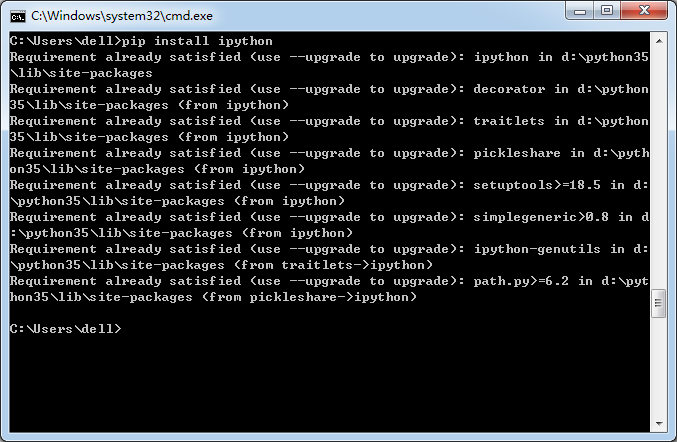 C:\Windows\system32\cmd.exe
C:\Users\dell>pip install ipython
Requirement already satisfied (use --upgrade to upgrade): ipython in d:\python35
\lib\site-packages
Requirement already satisfied (use --upgrade to upgrade): decorator in d:\python
35\lib\site-packages (from ipython)
Requirement already satisfied (use --upgrade to upgrade): traitlets in d:\python
35\lib\site-packages (from ipython)
Requirement already satisfied (use --upgrade to upgrade): pickleshare in d:\pyth
on35\lib\site-packages (from ipython)
Requirement already satisfied (use --upgrade to upgrade): setuptools>=18.5 in d:
\python35\lib\site-packages (from ipython)
Requirement already satisfied (use --upgrade to upgrade): simplegeneric>0.8 in d
:\python35\lib\site-packages (from ipython)
Requirement already satisfied (use --upgrade to upgrade): ipython-genutils in d:
\python35\lib\site-packages (from traitlets->ipython)
Requirement already satisfied (use --upgrade to upgrade): path.py>=6.2 in d:\pyt
hon35\lib\site-packages (from pickleshare->ipython)
C:\Users\dell>